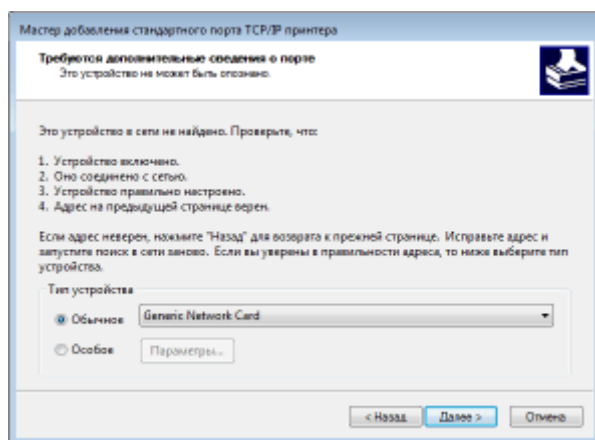 Мастер добавления стандартного порта TCP/IP принтера
Требуются дополнительные сведения о порте
Это устройство не может быть опознано.
Это устройство в сети не найдено. Проверьте, что:
1. Устройство включено.
2. Оно соединено с сетью.
3. Устройство правильно настроено.
4. Адрес на предыдущей странице верен.
Если адрес неверен, нажмите "Назад" для возврата к прежней странице. Исправьте адрес и
запустите поиск в сети заново. Если вы уверены в правильности адреса, то ниже выберите тип
устройства.
Тип устройства
Обычное Generic Network Card
Особое Параметры...
< Назад Далее > Отмена